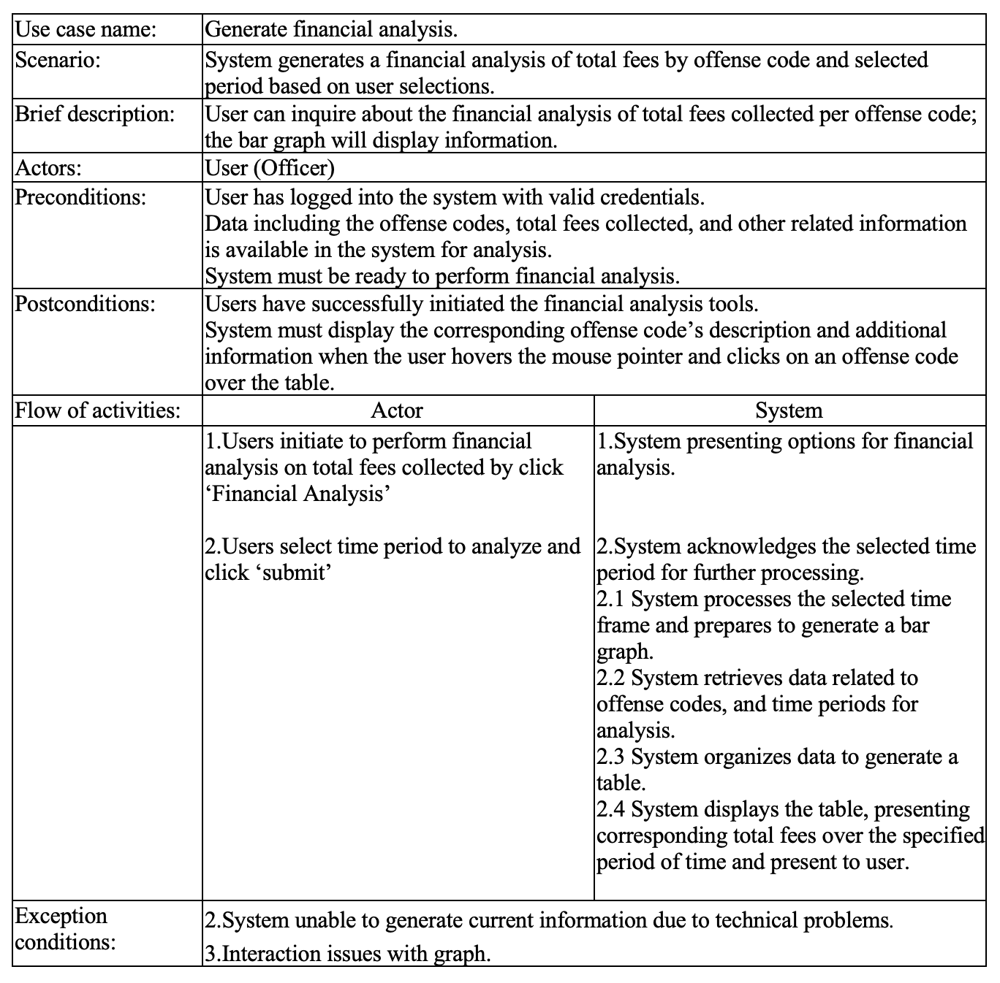 Use case name:
Generate financial analysis.
Scenario:
System generates a financial analysis of total fees by offense code and selected
period based on user selections.
Brief description:
User can inquire about the financial analysis of total fees collected per offense code;
the bar graph will display information.
Actors:
User (Officer)
Preconditions:
User has logged into the system with valid credentials.
Data including the offense codes, total fees collected, and other related information
is available in the system for analysis.
System must be ready to perform financial analysis.
Postconditions:
Users have successfully initiated the financial analysis tools.
System must display the corresponding offense code’s description and additional
information when the user hovers the mouse pointer and clicks on an offense code
over the table.
Flow of activities:
Actor
System
1.Users initiate to perform financial
analysis on total fees collected by click
‘Financial Analysis’
2.Users select time period to analyze and
click ‘submit’
1.System presenting options for financial
analysis.
2.System acknowledges the selected time
period for further processing.
2.1 System processes the selected time
frame and prepares to generate a bar
graph.
2.2 System retrieves data related to
offense codes, and time periods for
analysis.
2.3 System organizes data to generate a
table.
2.4 System displays the table, presenting
corresponding total fees over the specified
period of time and present to user.
Exception
conditions:
2.System unable to generate current information due to technical problems.
3.Interaction issues with graph.